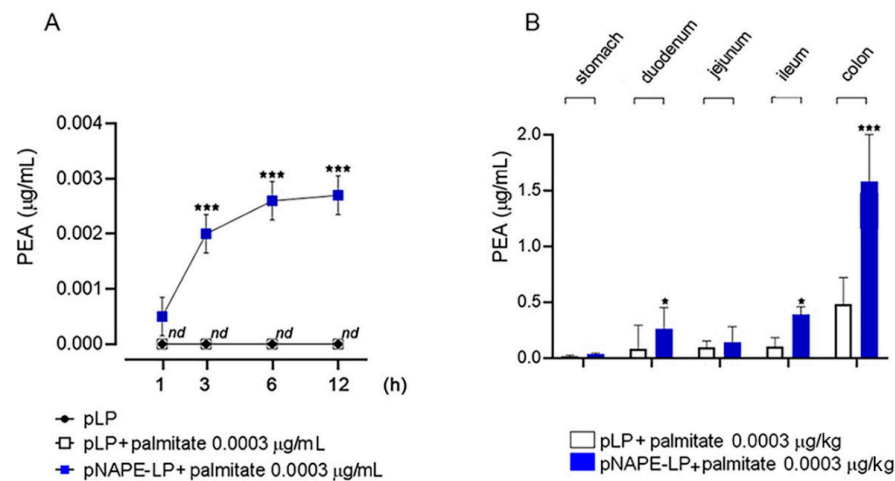 A
PEA (µg/mL)
0.004
0.003
0.002
0.001
0.000
*** 
***
***
nd
nd
nd
nd
1 3 6 12 (h)
pLP
pLP+palmitate 0.0003 µg/mL
pNAPE-LP+palmitate 0.0003 µg/mL
B
stomach
duodenum
jejunum
ileum
colon
PEA (µg/mL)
2.0
1.5
1.0
0.5
0.0
*
*
***
pLP+palmitate 0.0003 µg/kg
pNAPE-LP+palmitate 0.0003 µg/kg